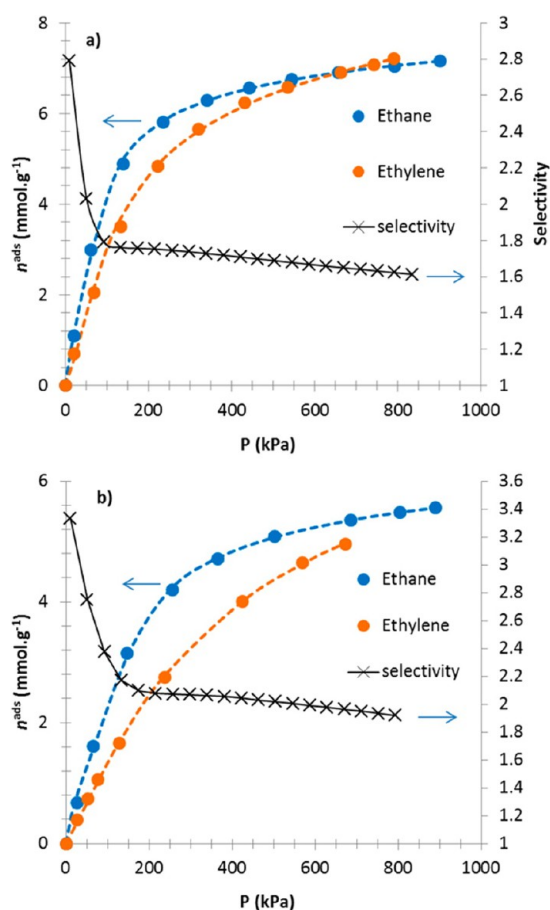 a)
8
6
4
2
0
n^ads (mmol.g⁻¹)
3
2.8
2.6
2.4
2.2
2
1.8
1.6
1.4
1.2
1
Selectivity
Ethane
Ethylene
selectivity
0 200 400 600 800 1000
P (kPa)
b)
6
4
2
0
n^ads (mmol.g⁻¹)
3.6
3.4
3.2
3
2.8
2.6
2.4
2.2
2
1.8
1.6
1.4
1.2
1
Ethane
Ethylene
selectivity
0 200 400 600 800 1000
P (kPa)